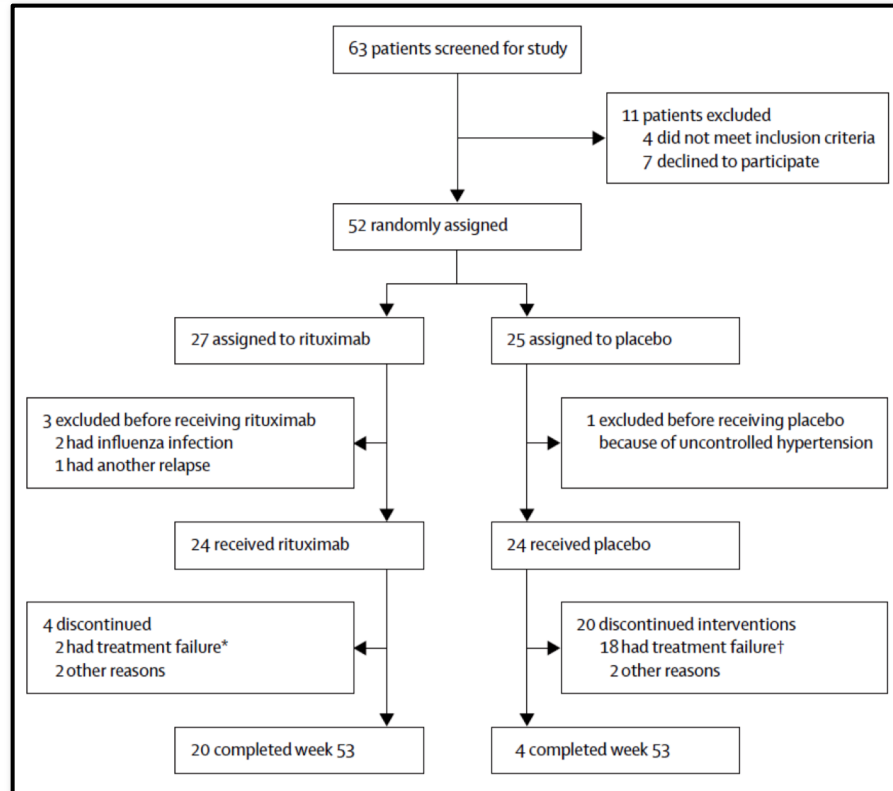 63 patients screened for study
11 patients excluded
4 did not meet inclusion criteria
7 declined to participate
52 randomly assigned
27 assigned to rituximab
25 assigned to placebo
3 excluded before receiving rituximab
2 had influenza infection
1 had another relapse
1 excluded before receiving placebo
because of uncontrolled hypertension
24 received rituximab
24 received placebo
4 discontinued
2 had treatment failure*
2 other reasons
20 discontinued interventions
18 had treatment failure†
2 other reasons
20 completed week 53
4 completed week 53